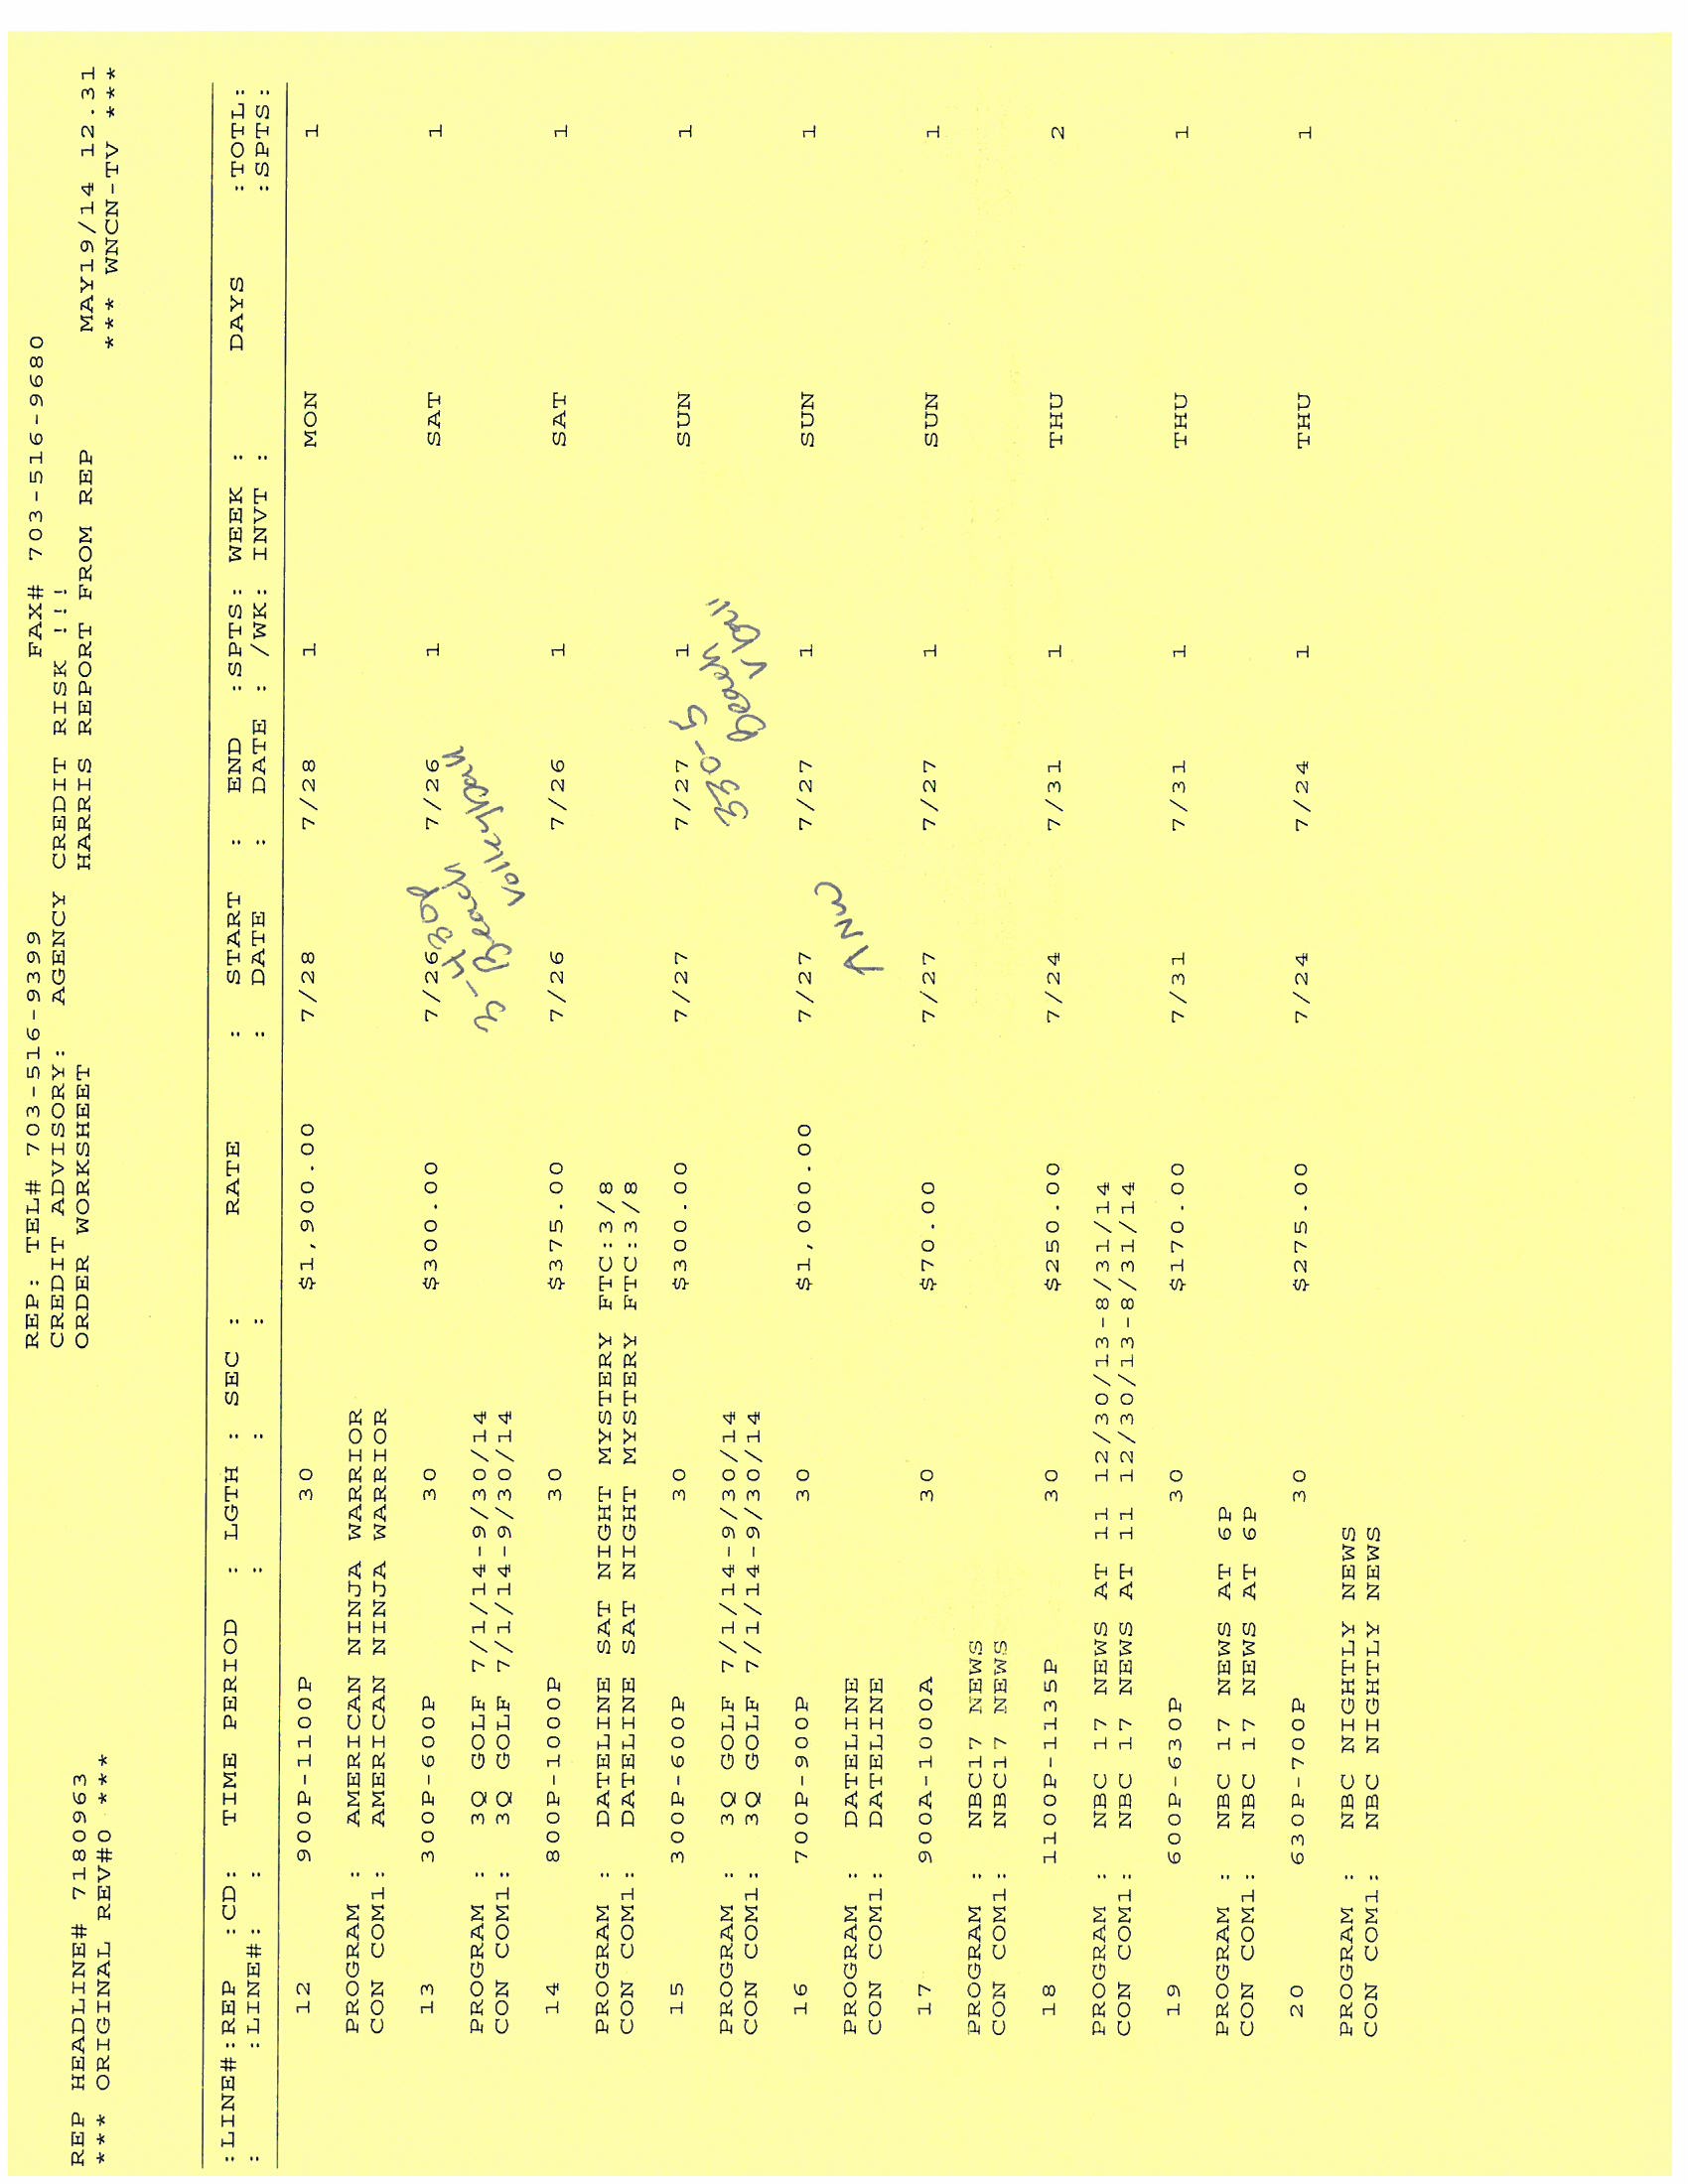 REP: TEL# 703-516-9399 FAX# 703-516-9680
CREDIT ADVISORY: AGENCY CREDIT RISK !!!
REP HEADLINE# 7180963 ORDER WORKSHEET HARRIS REPORT FROM REP MAY19/14 12.31
*** ORIGINAL REV#0 *** *** WNCN-TV ***
:LINE#:REP :CD: TIME PERIOD : LGTH : SEC : RATE : START : END :SPTS: WEEK : DAYS :TOTL:
: :LINE#: : : : : DATE : DATE : /WK: INVT : :SPTS:
12 900P-1100P 30 $1,900.00 7/28 7/28 1 MON 1
PROGRAM : AMERICAN NINJA WARRIOR
CON COM1: AMERICAN NINJA WARRIOR
13 300P-600P 30 $300.00 7/26 7/26 1 SAT 1
3-430p
Beach Volleyball
PROGRAM : 3Q GOLF 7/1/14-9/30/14
CON COM1: 3Q GOLF 7/1/14-9/30/14
14 800P-1000P 30 $375.00 7/26 7/26 1 SAT 1
PROGRAM : DATELINE SAT NIGHT MYSTERY FTC:3/8
CON COM1: DATELINE SAT NIGHT MYSTERY FTC:3/8
15 300P-600P 30 $300.00 7/27 7/27 1 SUN 1
330-5
Beach
PROGRAM : 3Q GOLF 7/1/14-9/30/14
CON COM1: 3Q GOLF 7/1/14-9/30/14
16 700P-900P 30 $1,000.00 7/27 7/27 1 SUN 1
ANW
PROGRAM : DATELINE
CON COM1: DATELINE
17 900A-1000A 30 $70.00 7/27 7/27 1 SUN 1
PROGRAM : NBC17 NEWS
CON COM1: NBC17 NEWS
18 1100P-1135P 30 $250.00 7/24 7/31 1 THU 2
PROGRAM : NBC 17 NEWS AT 11 12/30/13-8/31/14
CON COM1: NBC 17 NEWS AT 11 12/30/13-8/31/14
19 600P-630P 30 $170.00 7/31 7/31 1 THU 1
PROGRAM : NBC 17 NEWS AT 6P
CON COM1: NBC 17 NEWS AT 6P
20 630P-700P 30 $275.00 7/24 7/24 1 THU 1
PROGRAM : NBC NIGHTLY NEWS
CON COM1: NBC NIGHTLY NEWS